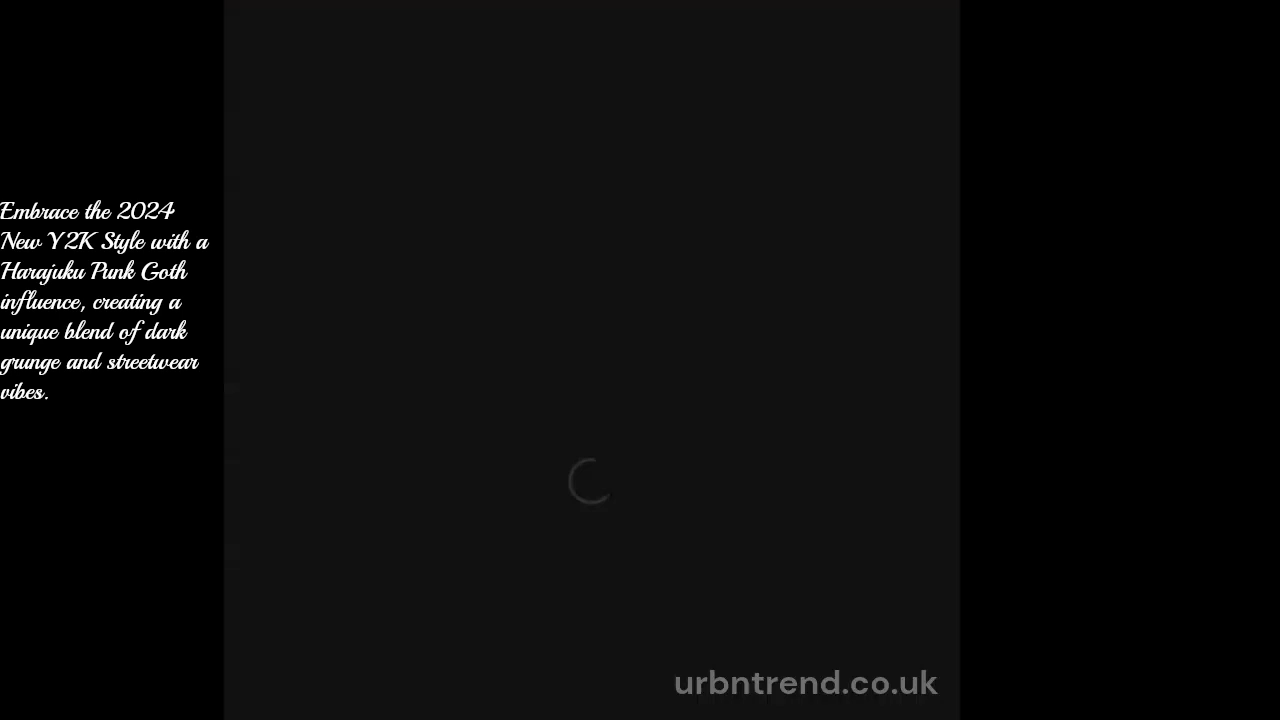 Embrace the 2024
New Y2K Style with a
Harajuku Punk Goth
influence, creating a
unique blend of dark
grunge and streetwear
vibes.
urbntrend.co.uk